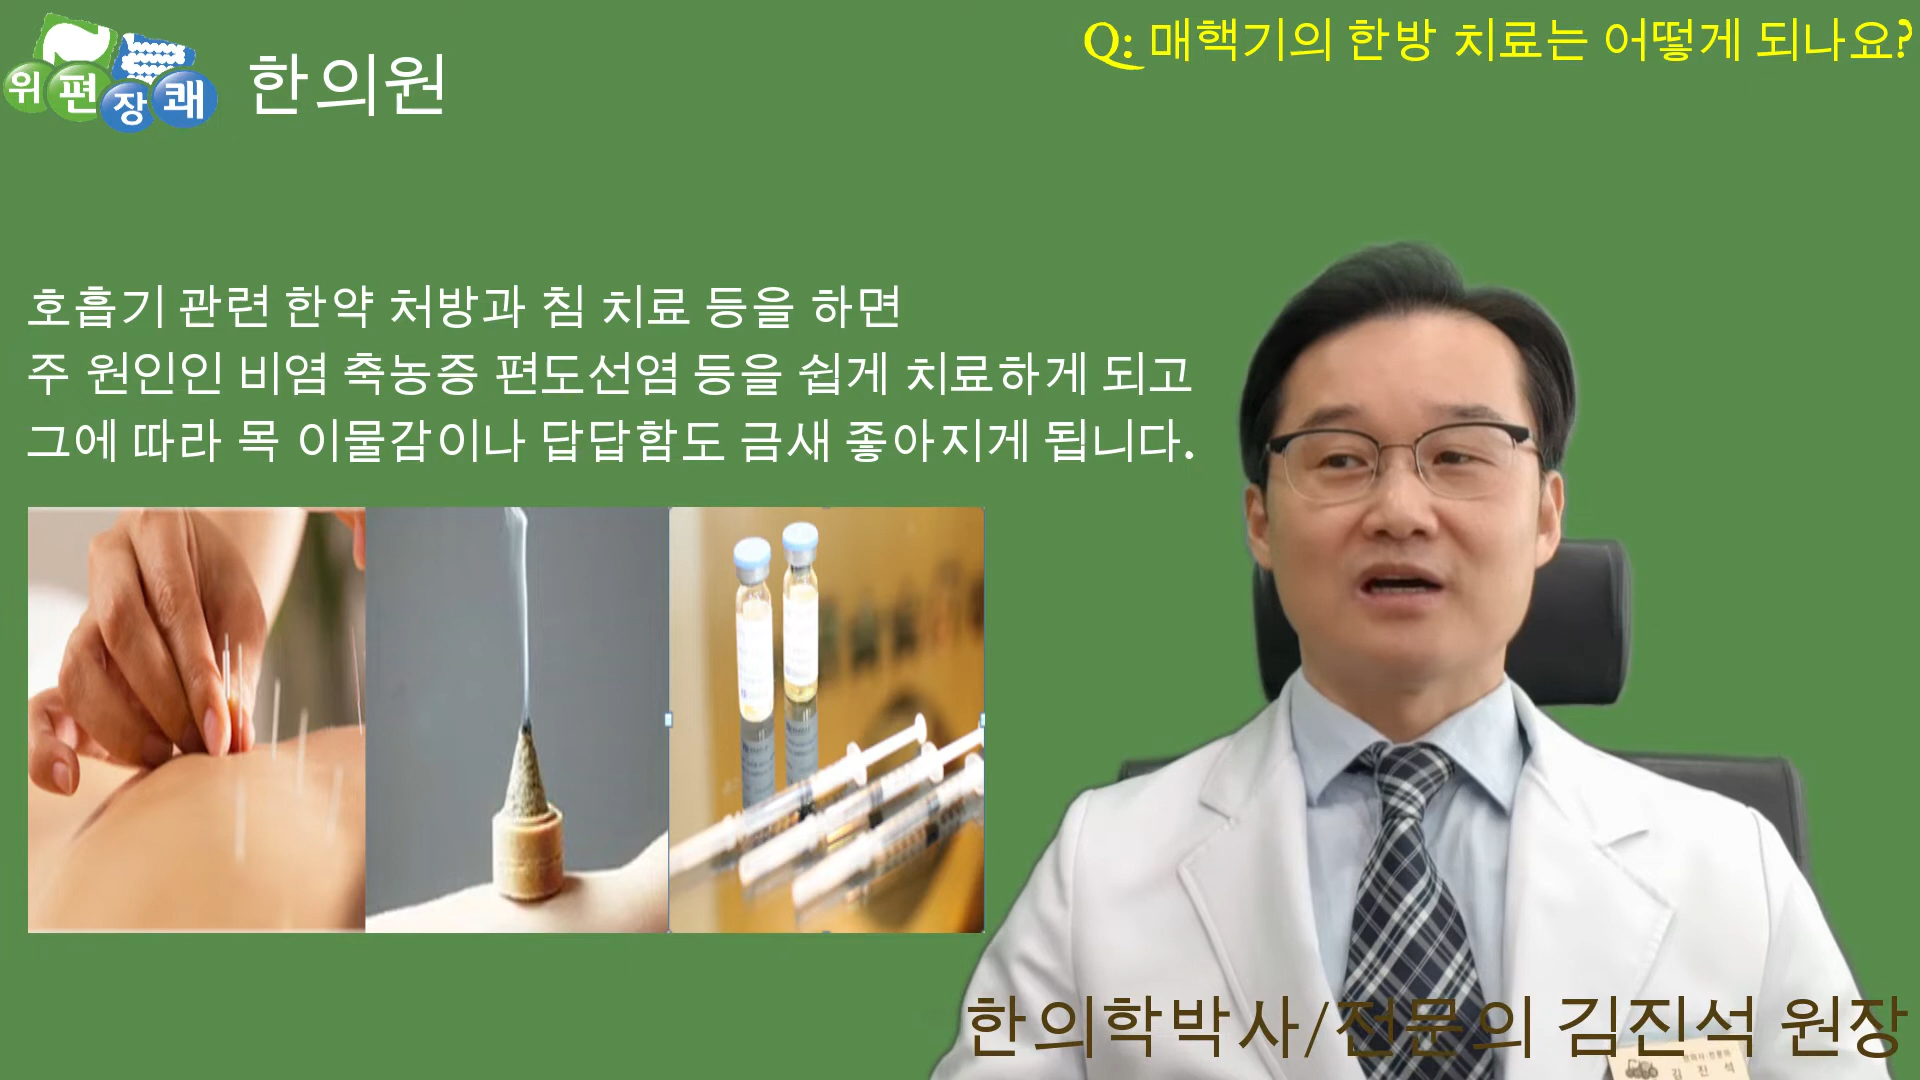 위편장쾌 한의원
Q: 매핵기의 한방 치료는 어떻게 되나요?
호흡기 관련 한약 처방과 침 치료 등을 하면
주 원인인 비염 축농증 편도선염 등을 쉽게 치료하게 되고
그에 따라 목 이물감이나 답답함도 금새 좋아지게 됩니다.
한의학박사/전문의 김진석 원장
김 진 석